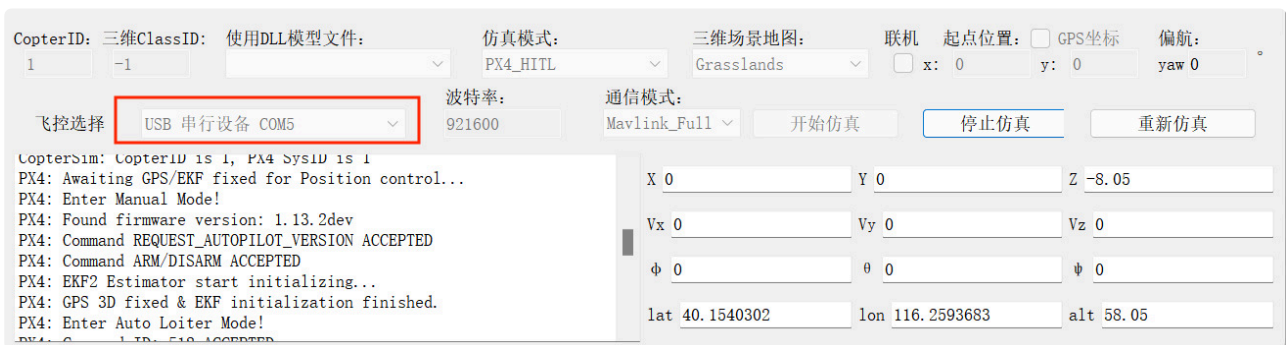 CopterID: 三维ClassID: 使用DLL模型文件: 仿真模式: 三维场景地图: 联机 起点位置: GPS坐标 偏航:
1 -1 PX4_HITL Grasslands x: 0 y: 0 yaw 0 °
波特率: 通信模式:
飞控选择 USB 串行设备 COM5 921600 Mavlink_Full 开始仿真 停止仿真 重新仿真
CopterSim: CopterID is 1, PX4 SysID is 1
PX4: Awaiting GPS/EKF fixed for Position control...
PX4: Enter Manual Mode!
PX4: Found firmware version: 1.13.2dev
PX4: Command REQUEST_AUTOPILOT_VERSION ACCEPTED
PX4: Command ARM/DISARM ACCEPTED
PX4: EKF2 Estimator start initializing...
PX4: GPS 3D fixed & EKF initialization finished.
PX4: Enter Auto Loiter Mode!
X 0 Y 0 Z -8.05
Vx 0 Vy 0 Vz 0
ϕ 0 θ 0 ψ 0
lat 40.1540302 lon 116.2593683 alt 58.05